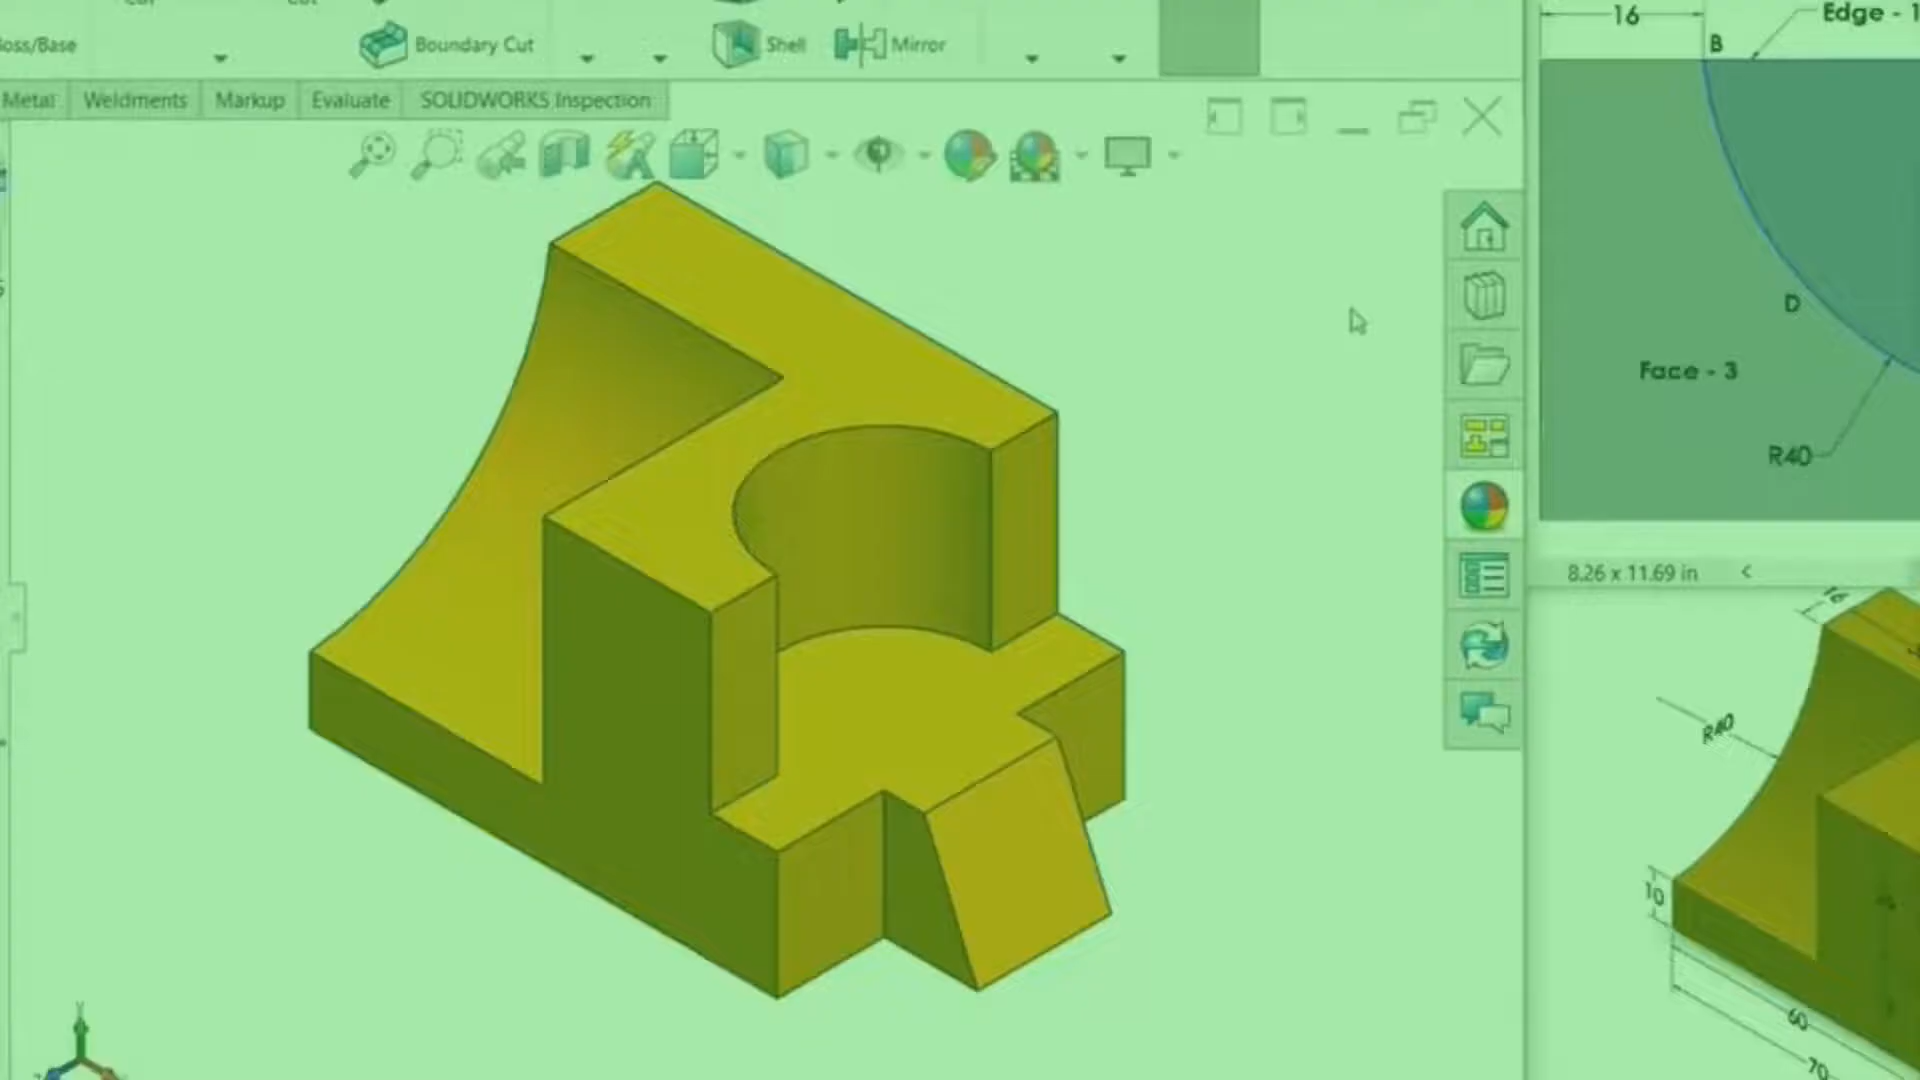 16
Edge - 1
B
oss/Base
Boundary Cut
Shell
Mirror
Metal
Weldments
Markup
Evaluate
SOLIDWORKS Inspection
D
Face - 3
R40
8.26 x 11.69 in
<
16
R40
10
60
70
Y